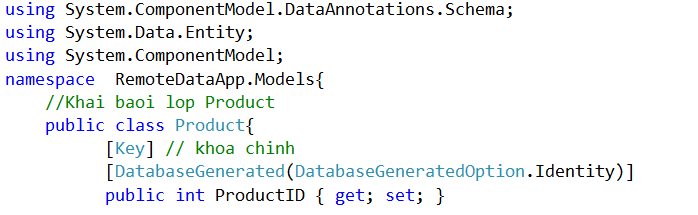 using System.ComponentModel.DataAnnotations.Schema;
using System.Data.Entity;
using System.ComponentModel;
namespace  RemoteDataApp.Models{
//Khai baoi lop Product
public class Product{
[Key] // khoa chinh
[DatabaseGenerated(DatabaseGeneratedOption.Identity)]
public int ProductID { get; set; }